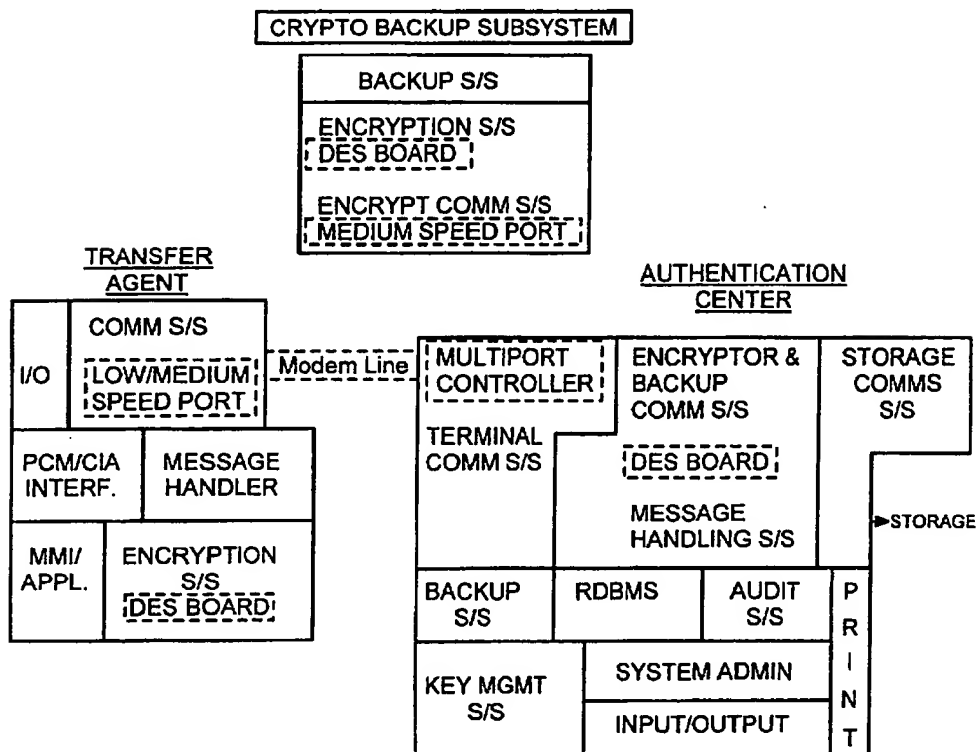 CRYPTO BACKUP SUBSYSTEM
BACKUP S/S
ENCRYPTION S/S
DES BOARD
ENCRYPT COMM S/S
MEDIUM SPEED PORT
TRANSFER
AGENT
COMM S/S
I/O
LOW/MEDIUM
SPEED PORT
PCM/CIA
INTERF.
MESSAGE
HANDLER
MMI/
APPL.
ENCRYPTION
S/S
DES BOARD
Modem Line
AUTHENTICATION
CENTER
MULTIPORT
CONTROLLER
TERMINAL
COMM S/S
ENCRYPTOR &
BACKUP
COMM S/S
DES BOARD
MESSAGE
HANDLING S/S
STORAGE
COMMS
S/S
STORAGE
BACKUP
S/S
RDBMS
AUDIT
S/S
KEY MGMT
S/S
SYSTEM ADMIN
INPUT/OUTPUT
P
R
I
N
T